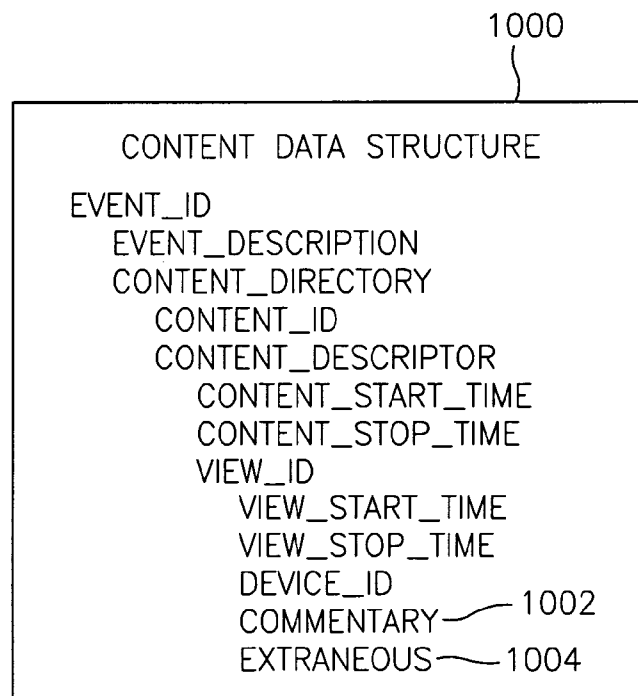 1000
CONTENT DATA STRUCTURE
EVENT_ID
EVENT_DESCRIPTION
CONTENT_DIRECTORY
CONTENT_ID
CONTENT_DESCRIPTOR
CONTENT_START_TIME
CONTENT_STOP_TIME
VIEW_ID
VIEW_START_TIME
VIEW_STOP_TIME
DEVICE_ID
COMMENTARY 1002
EXTRANEOUS 1004